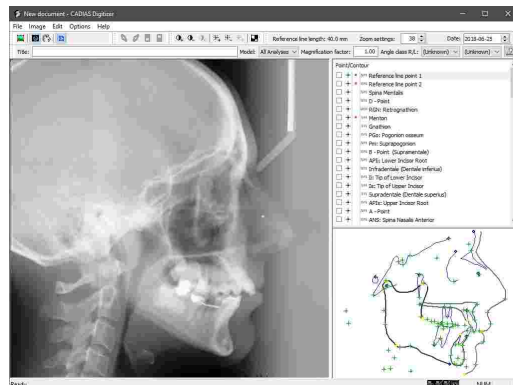 New document - CADIAS Digitizer
File Image Edit Options Help
Reference line length: 40.0 mm Zoom settings: 38 Date: 2018-06-25
Title: Model: All Analyses Magnification factor: 1.00 Angle class R/L: (Unknown) (Unknown)
Point/Contour
Reference line point 1
Reference line point 2
Spina Mentalis
D - Point
RGN: Retrognathion
Menton
Gnathion
PGo: Pogonion osseum
Pm: Suprapogonion
B - Point (Supramentale)
APIi: Lower Incisor Root
Infradentale (Dentale inferius)
Ii: Tip of Lower Incisor
Is: Tip of Upper Incisor
Supradentale (Dentale superius)
APIs: Upper Incisor Root
A - Point
ANS: Spina Nasalis Anterior
Ready
NUM